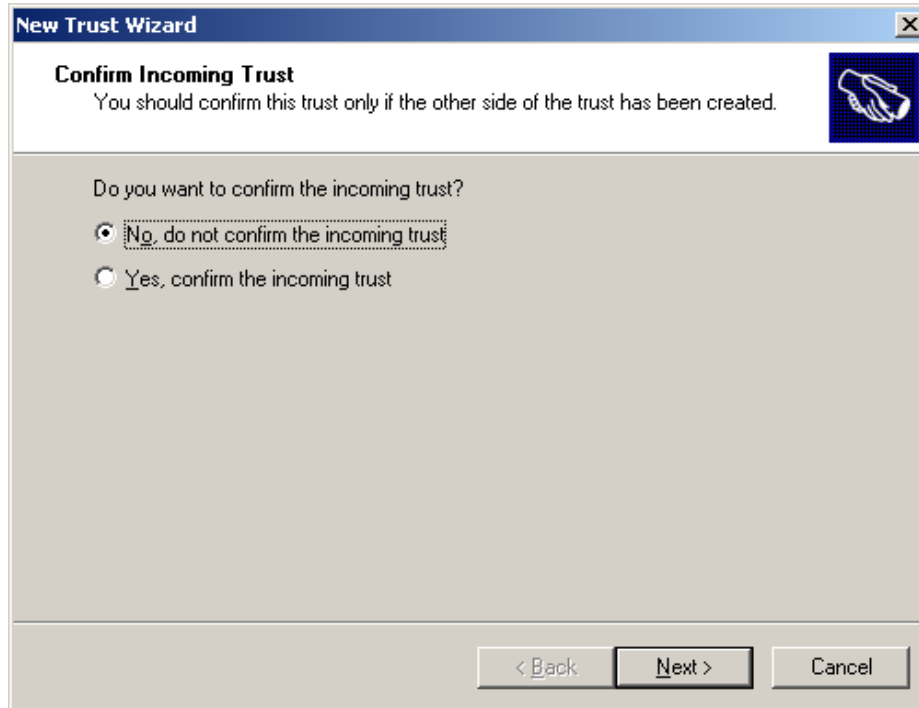 New Trust Wizard
Confirm Incoming Trust
You should confirm this trust only if the other side of the trust has been created.
Do you want to confirm the incoming trust?
No, do not confirm the incoming trust
Yes, confirm the incoming trust
< Back Next > Cancel